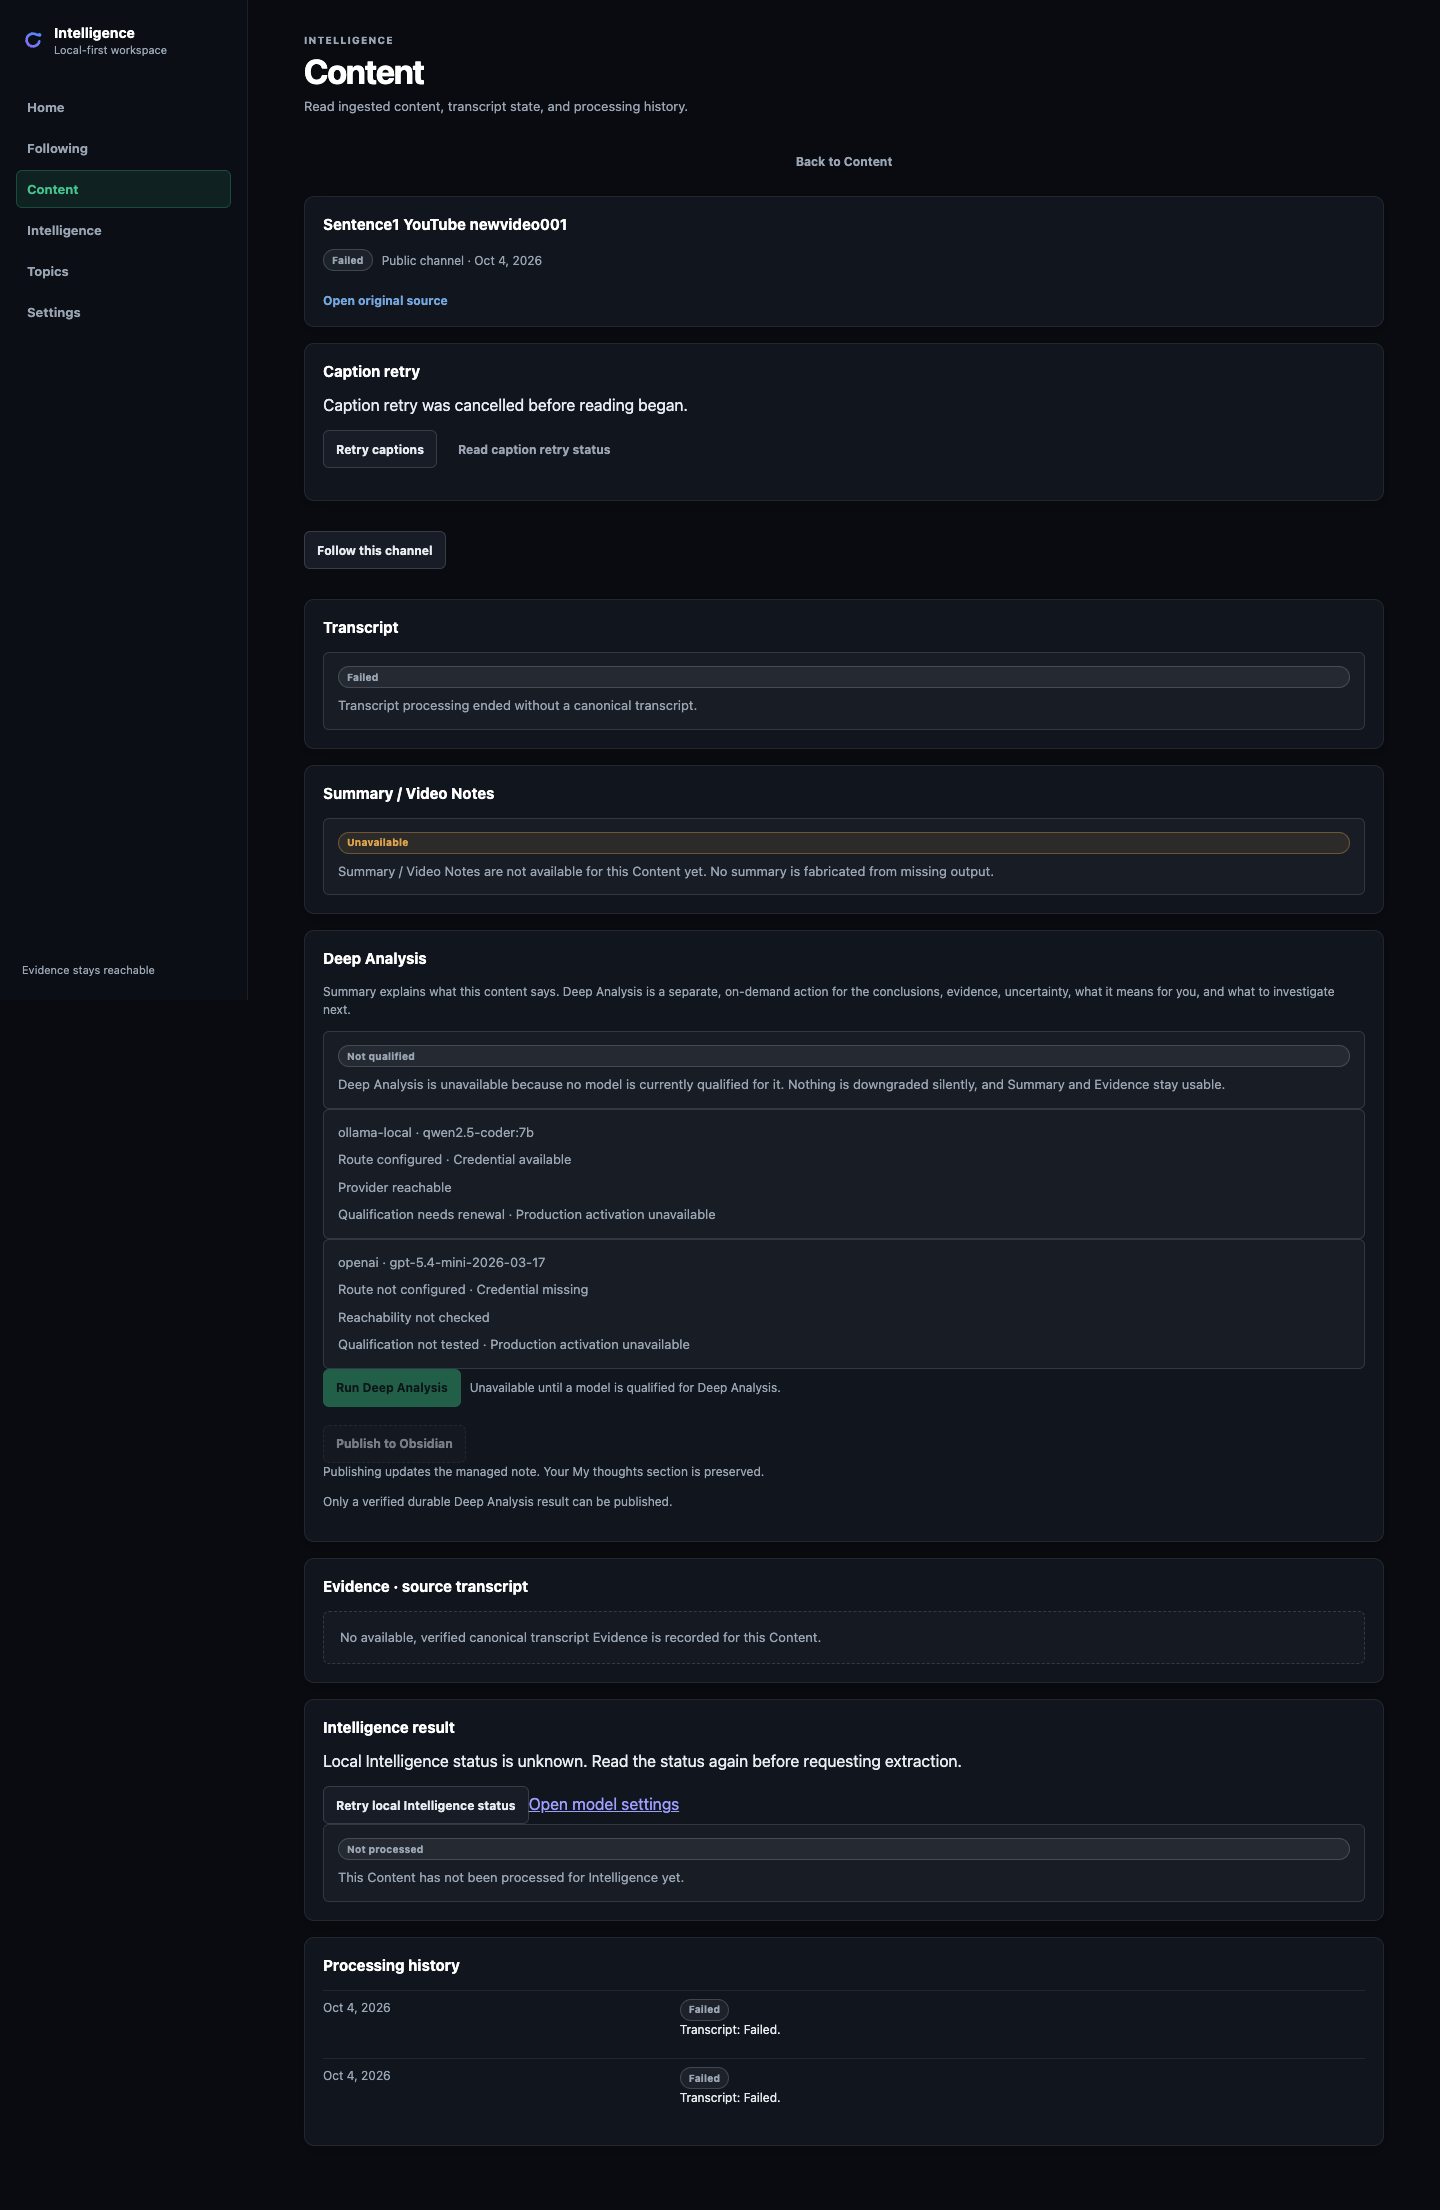 Intelligence
Local-first workspace
Home
Following
Content
Intelligence
Topics
Settings
Evidence stays reachable
INTELLIGENCE
Content
Read ingested content, transcript state, and processing history.
Back to Content
Sentence1 YouTube newvideo001
Failed Public channel · Oct 4, 2026
Open original source
Caption retry
Caption retry was cancelled before reading began.
Retry captions Read caption retry status
Follow this channel
Transcript
Failed
Transcript processing ended without a canonical transcript.
Summary / Video Notes
Unavailable
Summary / Video Notes are not available for this Content yet. No summary is fabricated from missing output.
Deep Analysis
Summary explains what this content says. Deep Analysis is a separate, on-demand action for the conclusions, evidence, uncertainty, what it means for you, and what to investigate
next.
Not qualified
Deep Analysis is unavailable because no model is currently qualified for it. Nothing is downgraded silently, and Summary and Evidence stay usable.
ollama-local · qwen2.5-coder:7b
Route configured · Credential available
Provider reachable
Qualification needs renewal · Production activation unavailable
openai · gpt-5.4-mini-2026-03-17
Route not configured · Credential missing
Reachability not checked
Qualification not tested · Production activation unavailable
Run Deep Analysis Unavailable until a model is qualified for Deep Analysis.
Publish to Obsidian
Publishing updates the managed note. Your My thoughts section is preserved.
Only a verified durable Deep Analysis result can be published.
Evidence · source transcript
No available, verified canonical transcript Evidence is recorded for this Content.
Intelligence result
Local Intelligence status is unknown. Read the status again before requesting extraction.
Retry local Intelligence status Open model settings
Not processed
This Content has not been processed for Intelligence yet.
Processing history
Oct 4, 2026 Failed
Transcript: Failed.
Oct 4, 2026 Failed
Transcript: Failed.